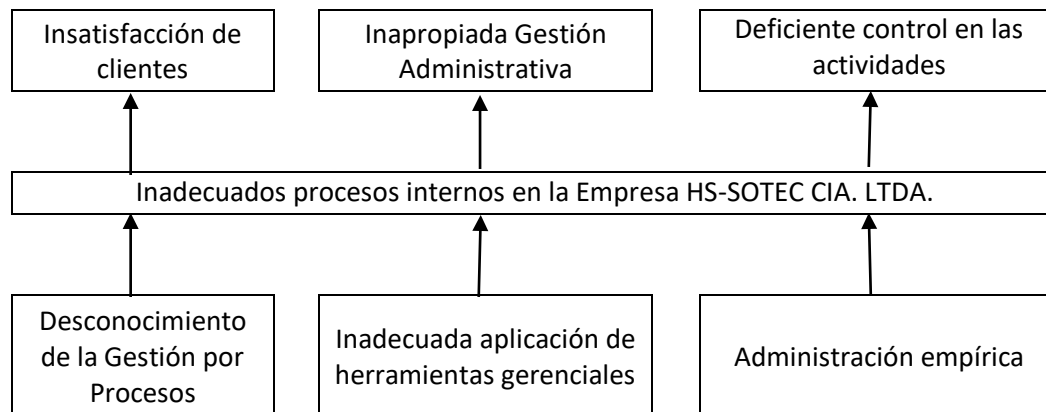 Insatisfacción de
clientes
Inapropiada Gestión
Administrativa
Deficiente control en las
actividades
Inadecuados procesos internos en la Empresa HS-SOTEC CIA. LTDA.
Desconocimiento
de la Gestión por
Procesos
Inadecuada aplicación de
herramientas gerenciales
Administración empírica